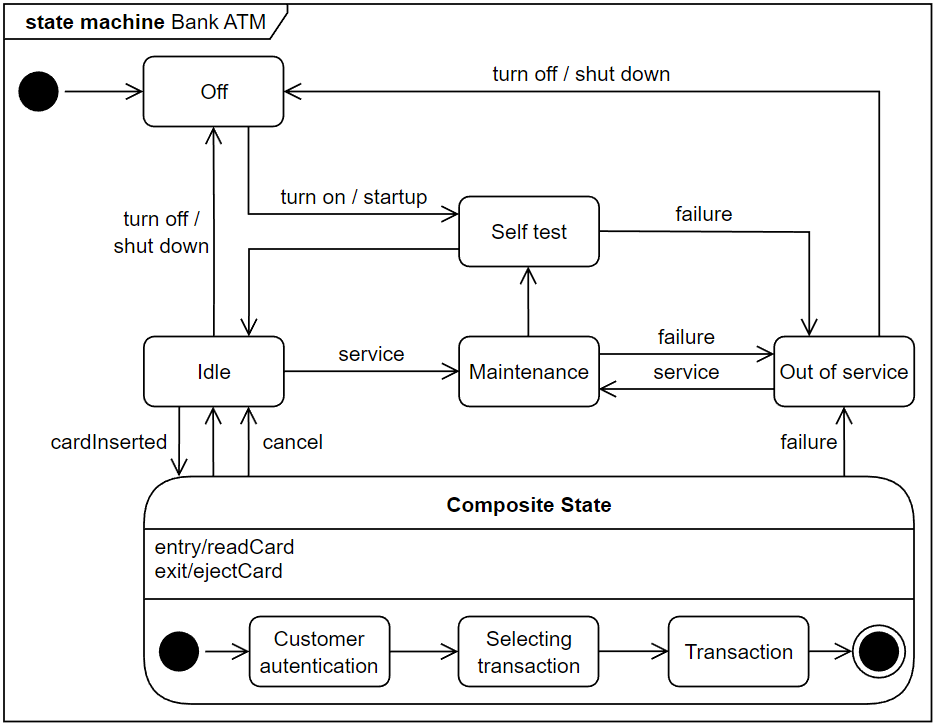 state machine Bank ATM
turn off / shut down
Off
turn on / startup
turn off /
shut down
failure
Self test
service
failure
Idle
Maintenance
service
Out of service
cardInserted
cancel
failure
Composite State
entry/readCard
exit/ejectCard
Customer
autentication
Selecting
transaction
Transaction